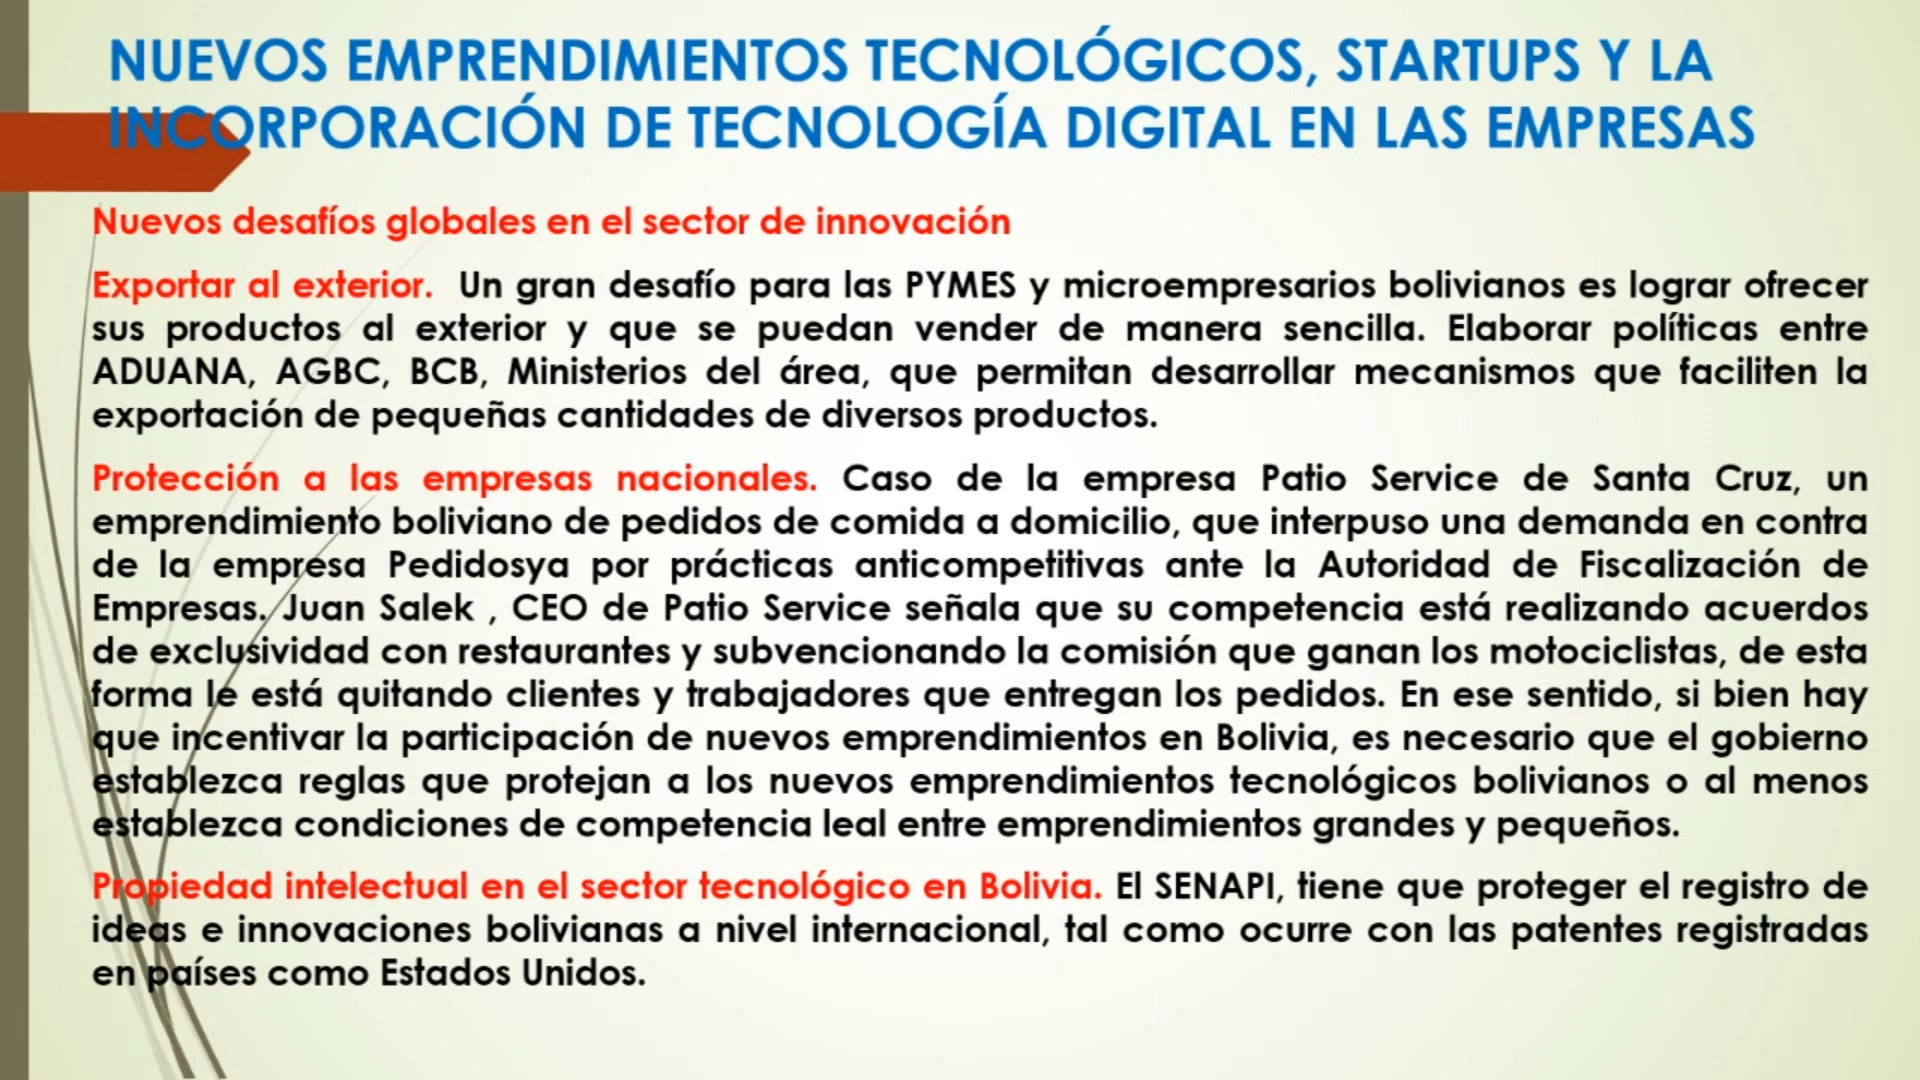 NUEVOS EMPRENDIMIENTOS TECNOLÓGICOS, STARTUPS Y LA
INCORPORACIÓN DE TECNOLOGÍA DIGITAL EN LAS EMPRESAS
Nuevos desafíos globales en el sector de innovación
Exportar al exterior. Un gran desafío para las PYMES y microempresarios bolivianos es lograr ofrecer
sus productos al exterior y que se puedan vender de manera sencilla. Elaborar políticas entre
ADUANA, AGBC, BCB, Ministerios del área, que permitan desarrollar mecanismos que faciliten la
exportación de pequeñas cantidades de diversos productos.
Protección a las empresas nacionales. Caso de la empresa Patio Service de Santa Cruz, un
emprendimiento boliviano de pedidos de comida a domicilio, que interpuso una demanda en contra
de la empresa Pedidosya por prácticas anticompetitivas ante la Autoridad de Fiscalización de
Empresas. Juan Salek , CEO de Patio Service señala que su competencia está realizando acuerdos
de exclusividad con restaurantes y subvencionando la comisión que ganan los motociclistas, de esta
forma le está quitando clientes y trabajadores que entregan los pedidos. En ese sentido, si bien hay
que incentivar la participación de nuevos emprendimientos en Bolivia, es necesario que el gobierno
establezca reglas que protejan a los nuevos emprendimientos tecnológicos bolivianos o al menos
establezca condiciones de competencia leal entre emprendimientos grandes y pequeños.
Propiedad intelectual en el sector tecnológico en Bolivia. El SENAPI, tiene que proteger el registro de
ideas e innovaciones bolivianas a nivel internacional, tal como ocurre con las patentes registradas
en países como Estados Unidos.